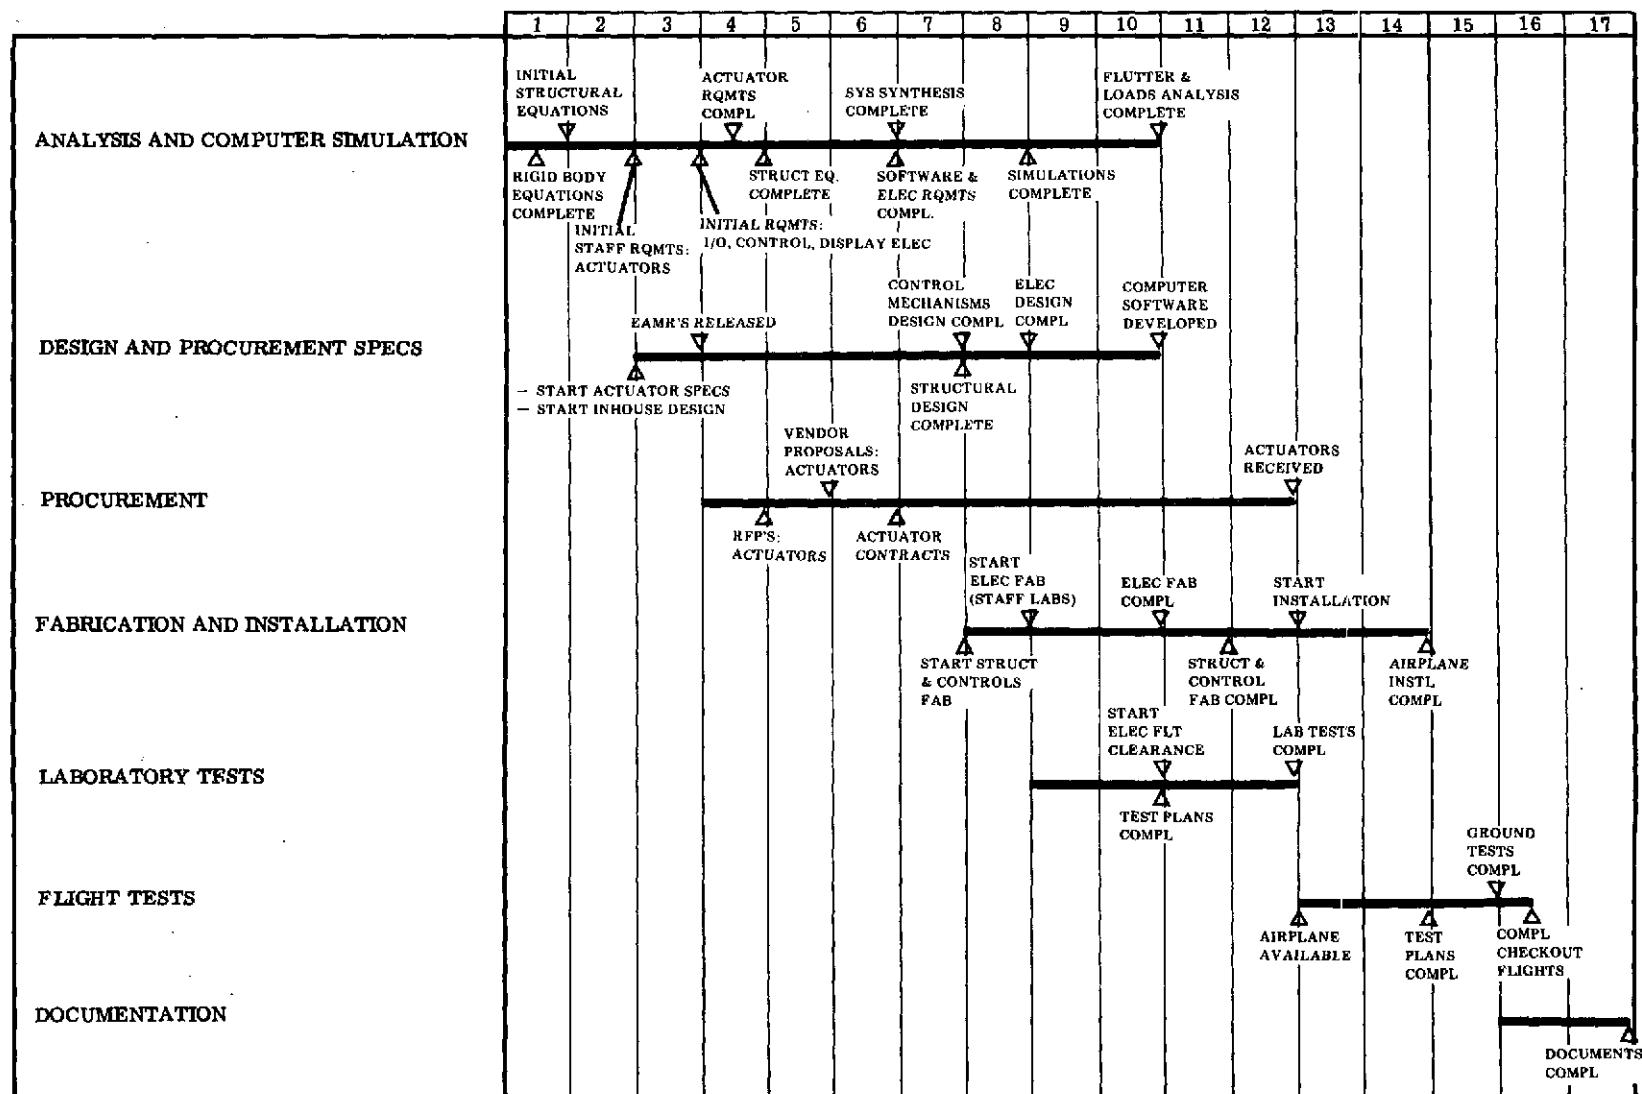 1 2 3 4 5 6 7 8 9 10 11 12 13 14 15 16 17
ANALYSIS AND COMPUTER SIMULATION
INITIAL
STRUCTURAL
EQUATIONS
ACTUATOR
RQMTS
COMPL
SYS SYNTHESIS
COMPLETE
FLUTTER &
LOADS ANALYSIS
COMPLETE
RIGID BODY
EQUATIONS
COMPLETE
INITIAL
STAFF RQMTS:
ACTUATORS
INITIAL RQMTS:
I/O, CONTROL, DISPLAY ELEC
STRUCT EQ.
COMPLETE
SOFTWARE &
ELEC RQMTS
COMPL.
SIMULATIONS
COMPLETE
DESIGN AND PROCUREMENT SPECS
EAMR'S RELEASED
CONTROL
MECHANISMS
DESIGN COMPL
ELEC
DESIGN
COMPL
COMPUTER
SOFTWARE
DEVELOPED
– START ACTUATOR SPECS
– START INHOUSE DESIGN
STRUCTURAL
DESIGN
COMPLETE
PROCUREMENT
VENDOR
PROPOSALS:
ACTUATORS
ACTUATORS
RECEIVED
RFP'S:
ACTUATORS
ACTUATOR
CONTRACTS
FABRICATION AND INSTALLATION
START
ELEC FAB
(STAFF LABS)
ELEC FAB
COMPL
START
INSTALLATION
START STRUCT
& CONTROLS
FAB
STRUCT &
CONTROL
FAB COMPL
AIRPLANE
INSTL
COMPL
LABORATORY TESTS
START
ELEC FLT
CLEARANCE
LAB TESTS
COMPL
TEST PLANS
COMPL
FLIGHT TESTS
GROUND
TESTS
COMPL
AIRPLANE
AVAILABLE
TEST
PLANS
COMPL
COMPL
CHECKOUT
FLIGHTS
DOCUMENTATION
DOCUMENTS
COMPL